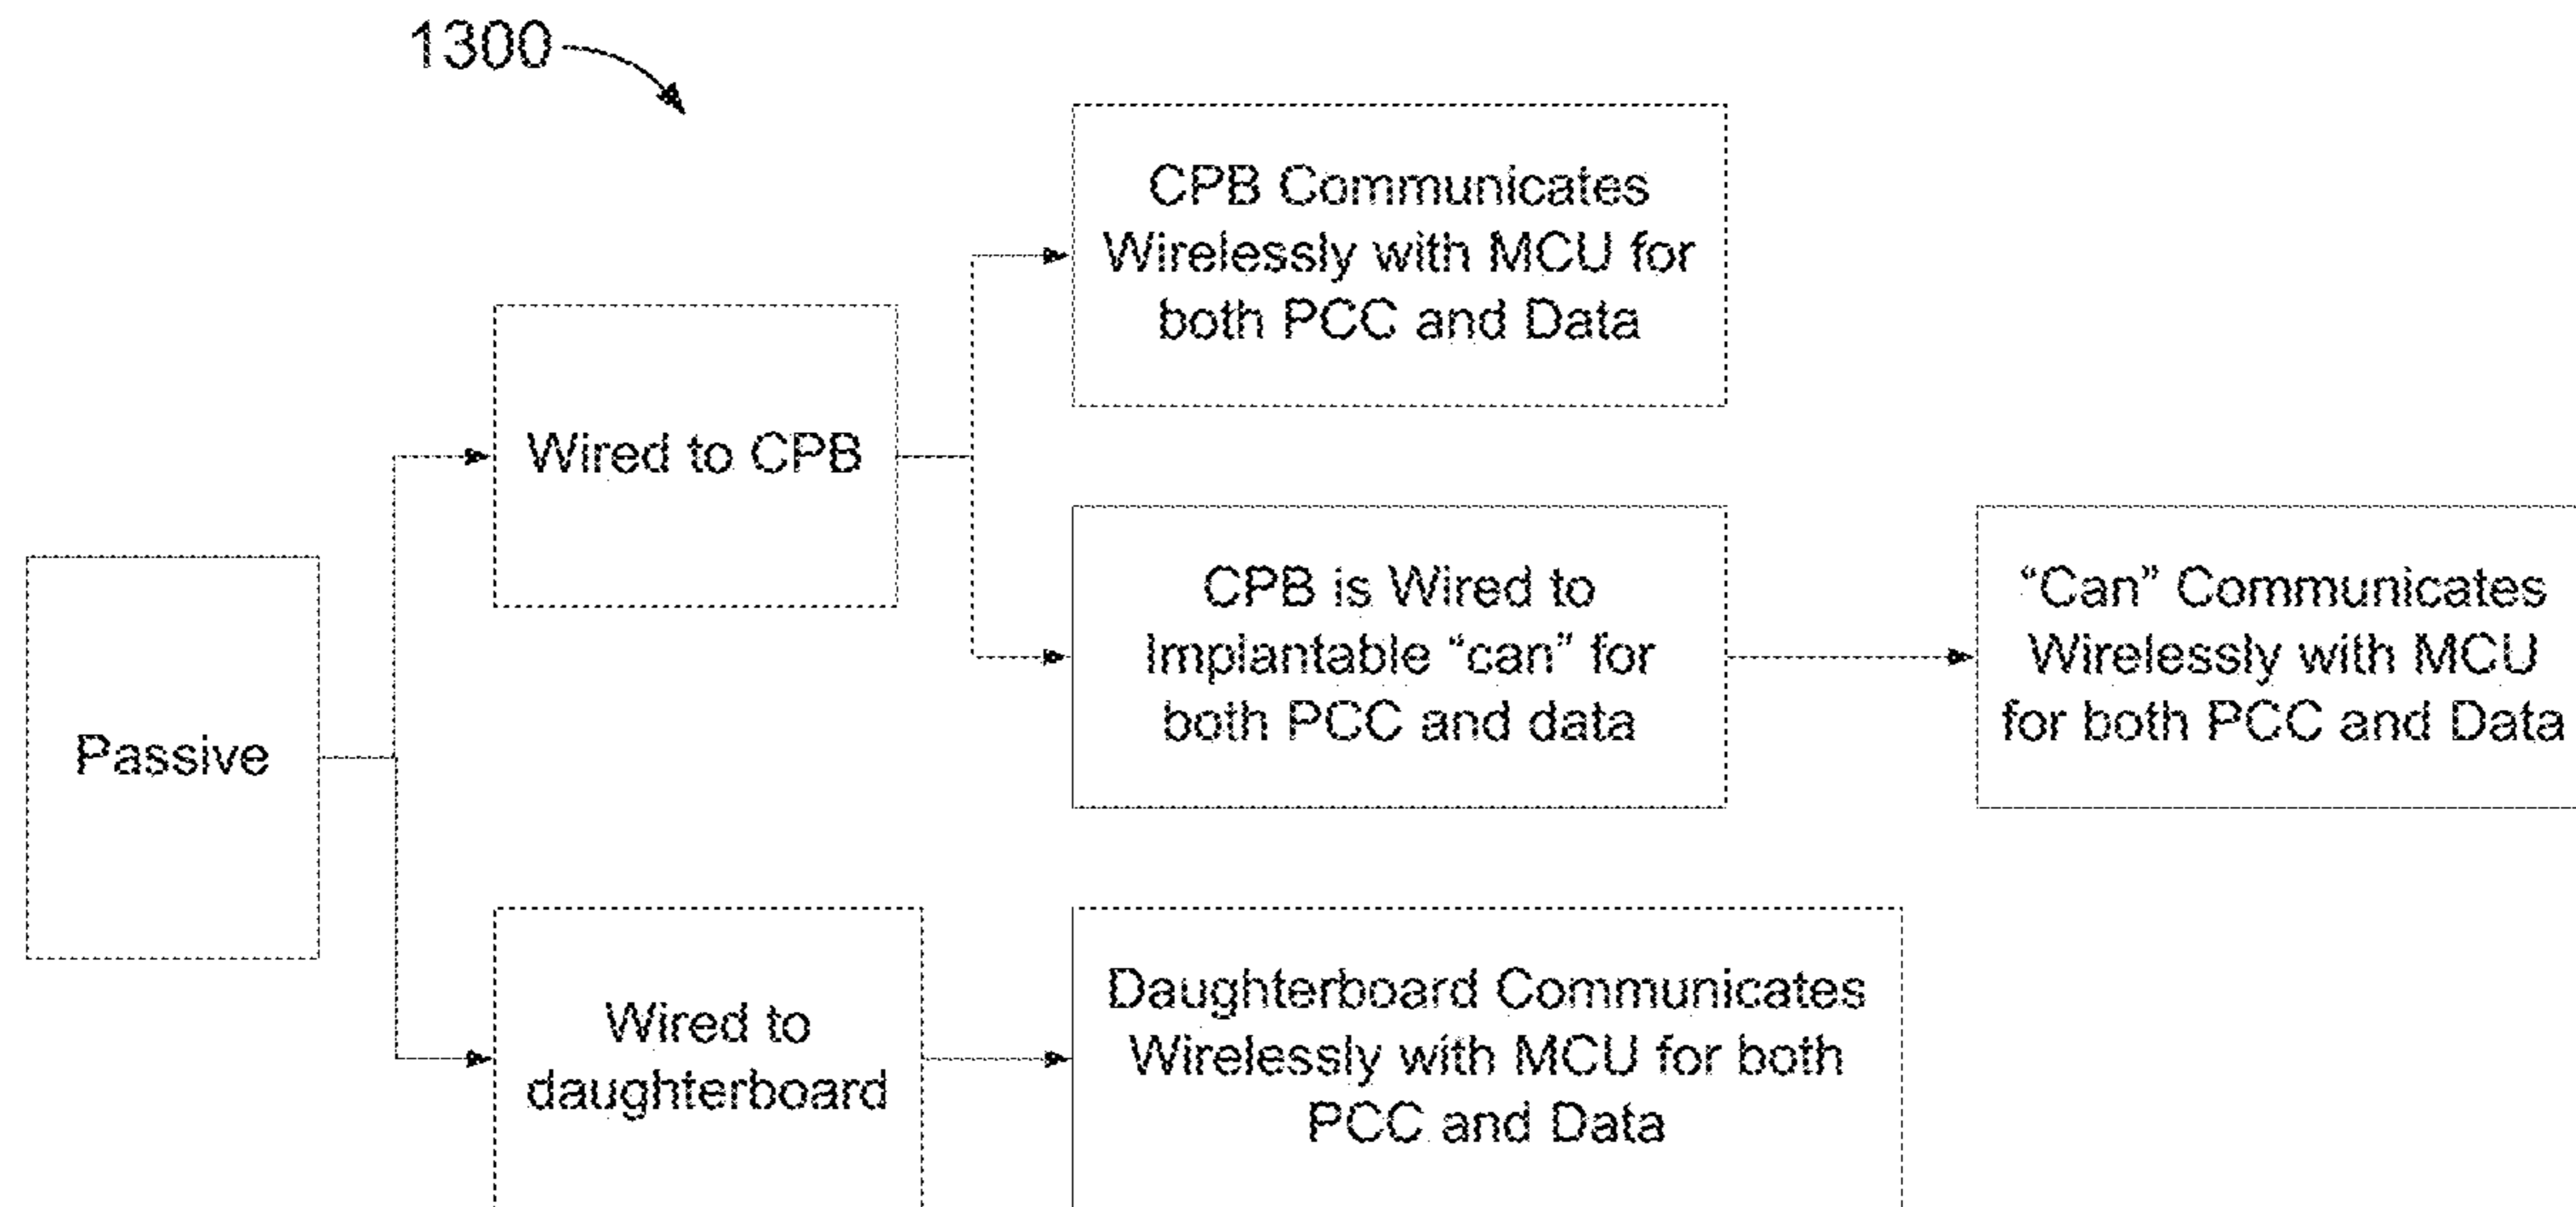 1300
CPB Communicates
Wirelessly with MCU for
both PCC and Data
Wired to CPB
CPB is Wired to
Implantable “can” for
both PCC and data
“Can” Communicates
Wirelessly with MCU
for both PCC and Data
Passive
Wired to
daughterboard
Daughterboard Communicates
Wirelessly with MCU for both
PCC and Data